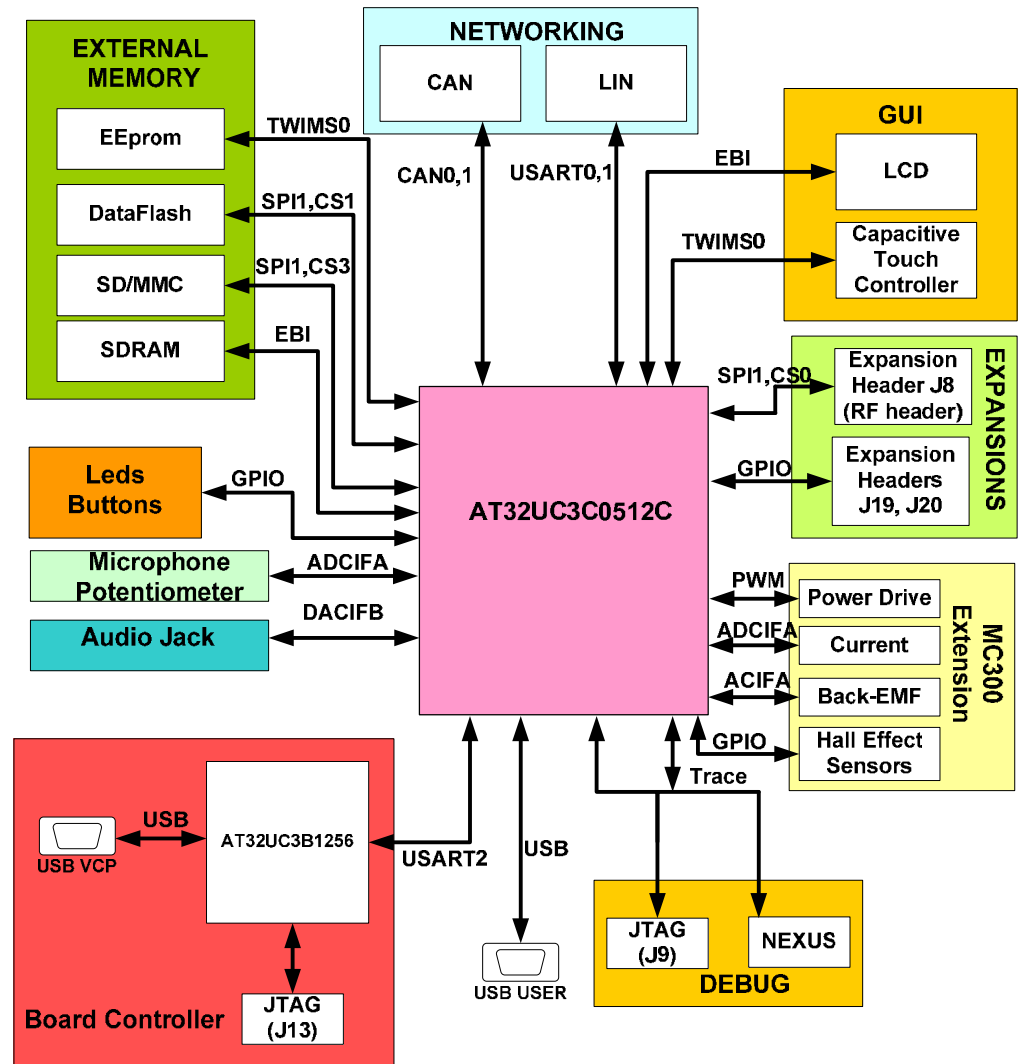 NETWORKING
CAN
LIN
EXTERNAL
MEMORY
EEprom
DataFlash
SD/MMC
SDRAM
TWIMS0
SPI1,CS1
SPI1,CS3
EBI
CAN0,1
USART0,1
GUI
LCD
Capacitive
Touch
Controller
EBI
TWIMS0
SPI1,CS0
Expansion
Header J8
(RF header)
GPIO
Expansion
Headers
J19, J20
EXPANSIONS
Leds
Buttons
GPIO
Microphone
Potentiometer
ADCIFA
Audio Jack
DACIFB
AT32UC3C0512C
PWM
Power Drive
ADCIFA
Current
ACIFA
Back-EMF
GPIO
Hall Effect
Sensors
MC300
Extension
Trace
USB VCP
USB
AT32UC3B1256
USART2
JTAG
(J13)
Board Controller
USB
USB USER
JTAG
(J9)
NEXUS
DEBUG